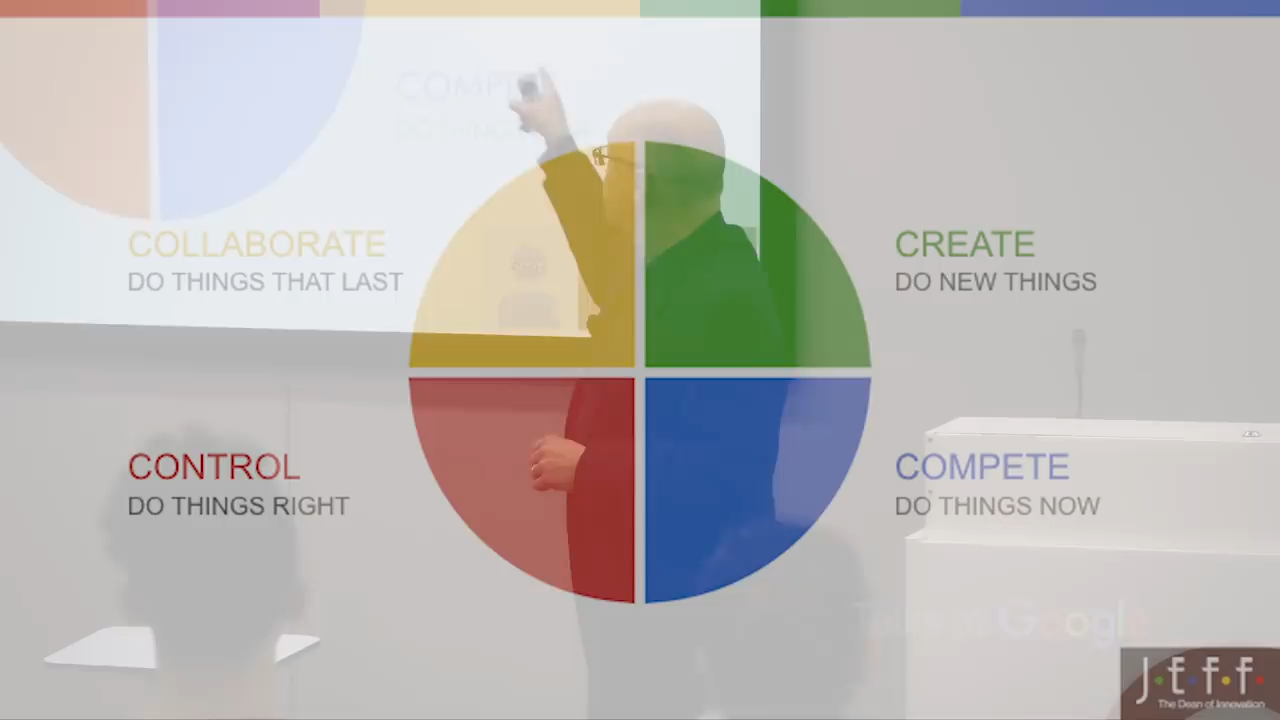 COLLABORATE
DO THINGS THAT LAST
CREATE
DO NEW THINGS
CONTROL
DO THINGS RIGHT
COMPETE
DO THINGS NOW
Google
J·E·F·F·
The Dean of Innovation